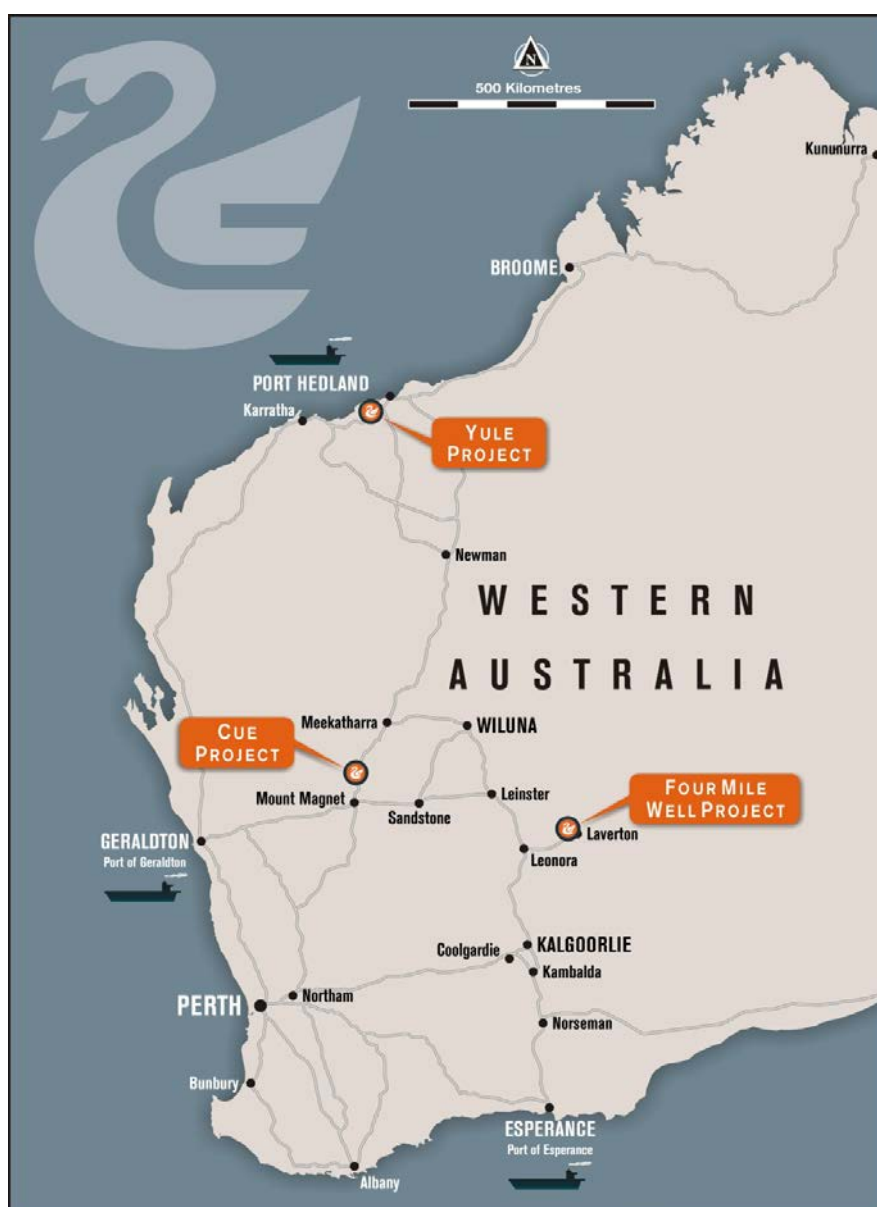 N
500 Kilometres
Kununurra
BROOME
PORT HEDLAND
Karratha
YULE
PROJECT
Newman
WESTERN
AUSTRALIA
Meekatharra
WILUNA
CUE
PROJECT
Mount Magnet
Sandstone
Leinster
FOUR MILE
WELL PROJECT
Laverton
Leonora
GERALDTON
Port of Geraldton
KALGOORLIE
Coolgardie
Kambalda
Northam
PERTH
Norseman
Bunbury
ESPERANCE
Port of Esperance
Albany